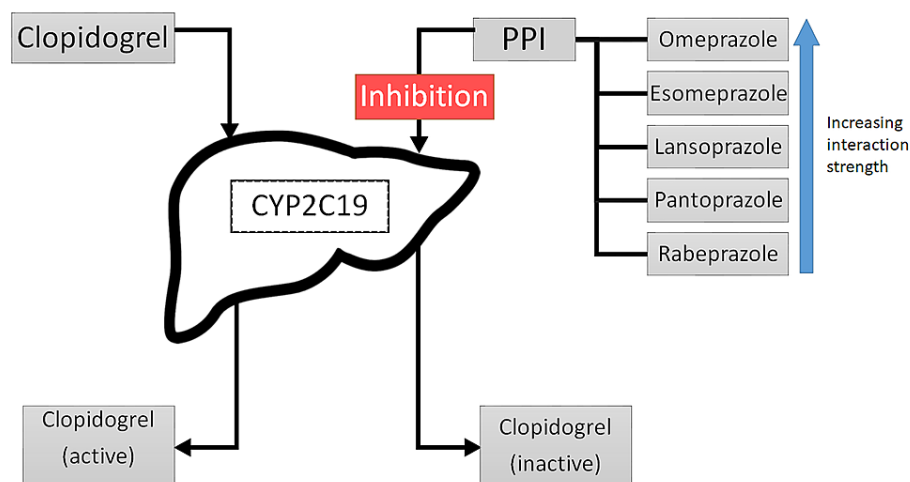 Clopidogrel
PPI
Omeprazole
Esomeprazole
Lansoprazole
Pantoprazole
Rabeprazole
Increasing
interaction
strength
Inhibition
CYP2C19
Clopidogrel
(active)
Clopidogrel
(inactive)